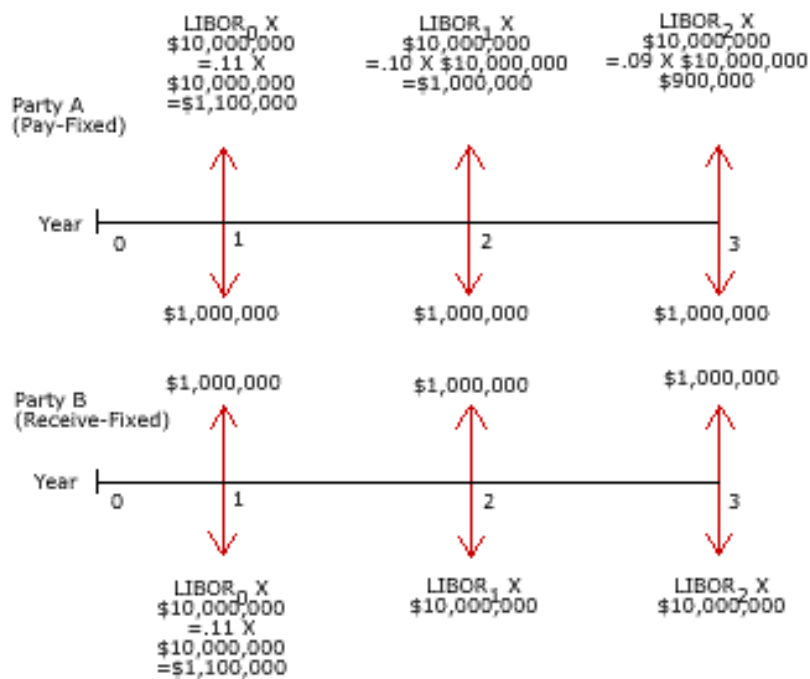 LIBOR0 X
$10,000,000
=.11 X
$10,000,000
=$1,100,000
LIBOR1 X
$10,000,000
=.10 X $10,000,000
=$1,000,000
LIBOR2 X
$10,000,000
=.09 X $10,000,000
$900,000
Party A
(Pay-Fixed)
Year
0
1
2
3
$1,000,000
$1,000,000
$1,000,000
$1,000,000
$1,000,000
$1,000,000
Party B
(Receive-Fixed)
Year
0
1
2
3
LIBOR0 X
$10,000,000
=.11 X
$10,000,000
=$1,100,000
LIBOR1 X
$10,000,000
LIBOR2 X
$10,000,000